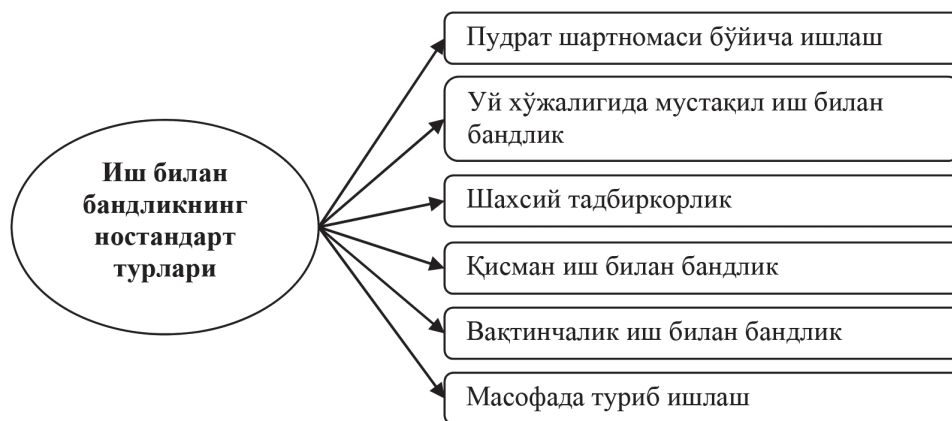 Иш билан
бандликнинг
ностандарт
турлари
Пудрат шартномаси бўйича ишлаш
Уй хўжалигида мустақил иш билан
бандлик
Шахсий тадбиркорлик
Қисман иш билан бандлик
Вақтинчалик иш билан бандлик
Масофада туриб ишлаш